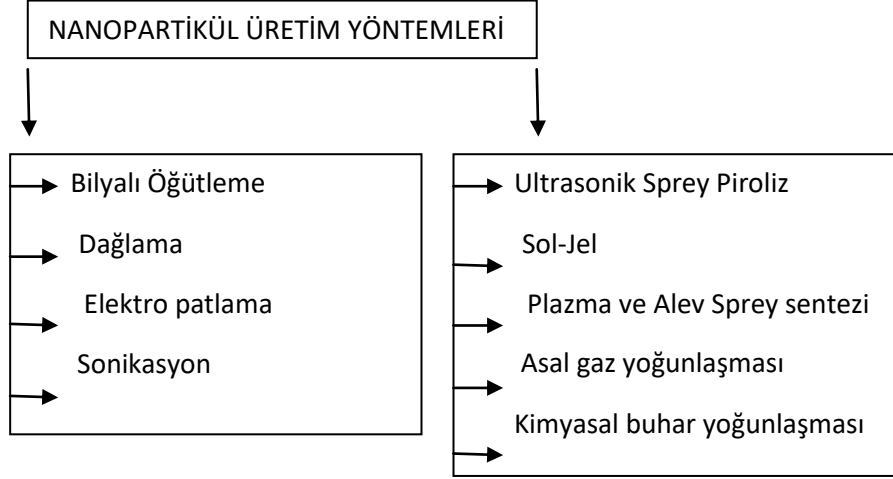 NANOPARTİKÜL ÜRETİM YÖNTEMLERİ
Bilyalı Öğütleme
Dağlama
Elektro patlama
Sonikasyon
Ultrasonik Sprey Piroliz
Sol-Jel
Plazma ve Alev Sprey sentezi
Asal gaz yoğunlaşması
Kimyasal buhar yoğunlaşması